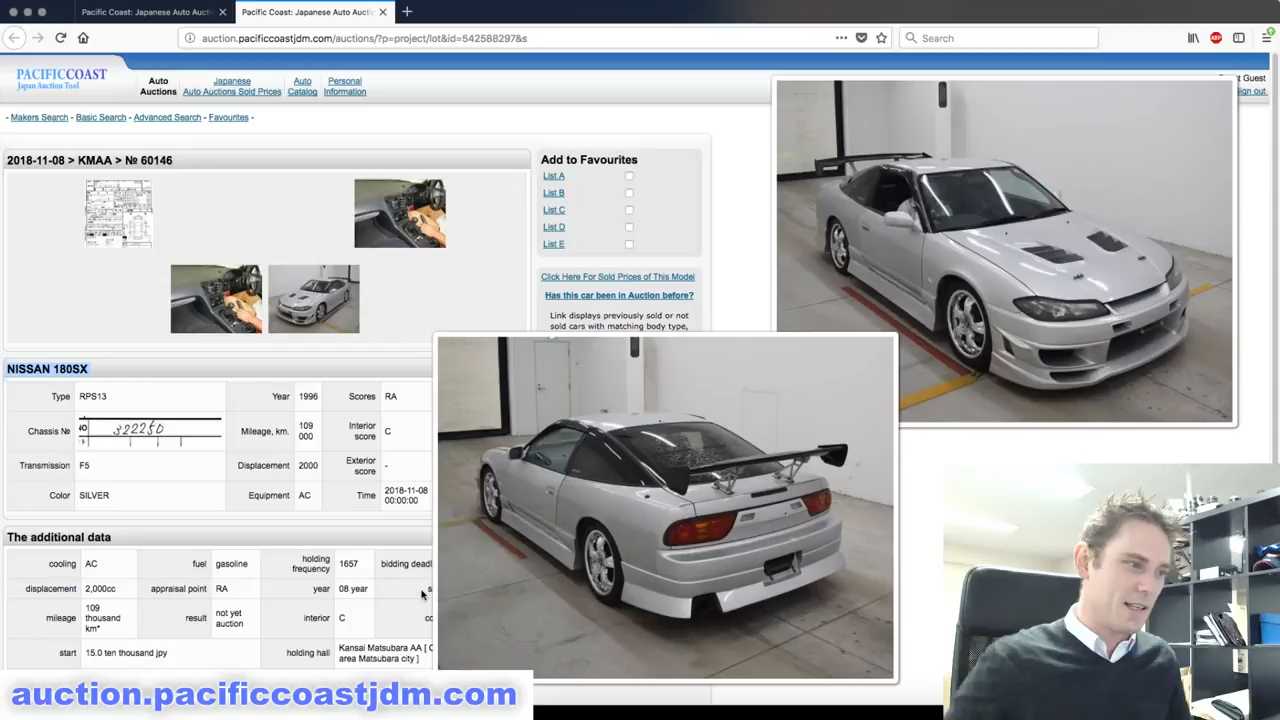 Pacific Coast: Japanese Auto Auctic
Pacific Coast: Japanese Auto Auctic
auction.pacificcoastjdm.com/auctions/?p=project/lot&id=542588297&s
Search
ABP
PACIFICCOAST
Japan Auction Tool
Auto Auctions
Japanese Auto Auctions Sold Prices
Auto Catalog
Personal Information
Guest
Sign out
- Makers Search - Basic Search - Advanced Search - Favourites -
2018-11-08 > KMAA > № 60146
Add to Favourites
List A
List B
List C
List D
List E
Click Here For Sold Prices of This Model
Has this car been in Auction before?
Link displays previously sold or not
sold cars with matching body type,
NISSAN 180SX
Type RPS13 Year 1996 Scores RA
Chassis № 322250 Mileage, km. 109 000 Interior score C
Transmission F5 Displacement 2000 Exterior score -
Color SILVER Equipment AC Time 2018-11-08 00:00:00
The additional data
cooling AC fuel gasoline holding frequency 1657 bidding deadl
displacement 2,000cc appraisal point RA year 08 year s
mileage 109 thousand km* result not yet auction interior C
start 15.0 ten thousand jpy holding hall Kansai Matsubara AA [ area Matsubara city ]
auction.pacificcoastjdm.com